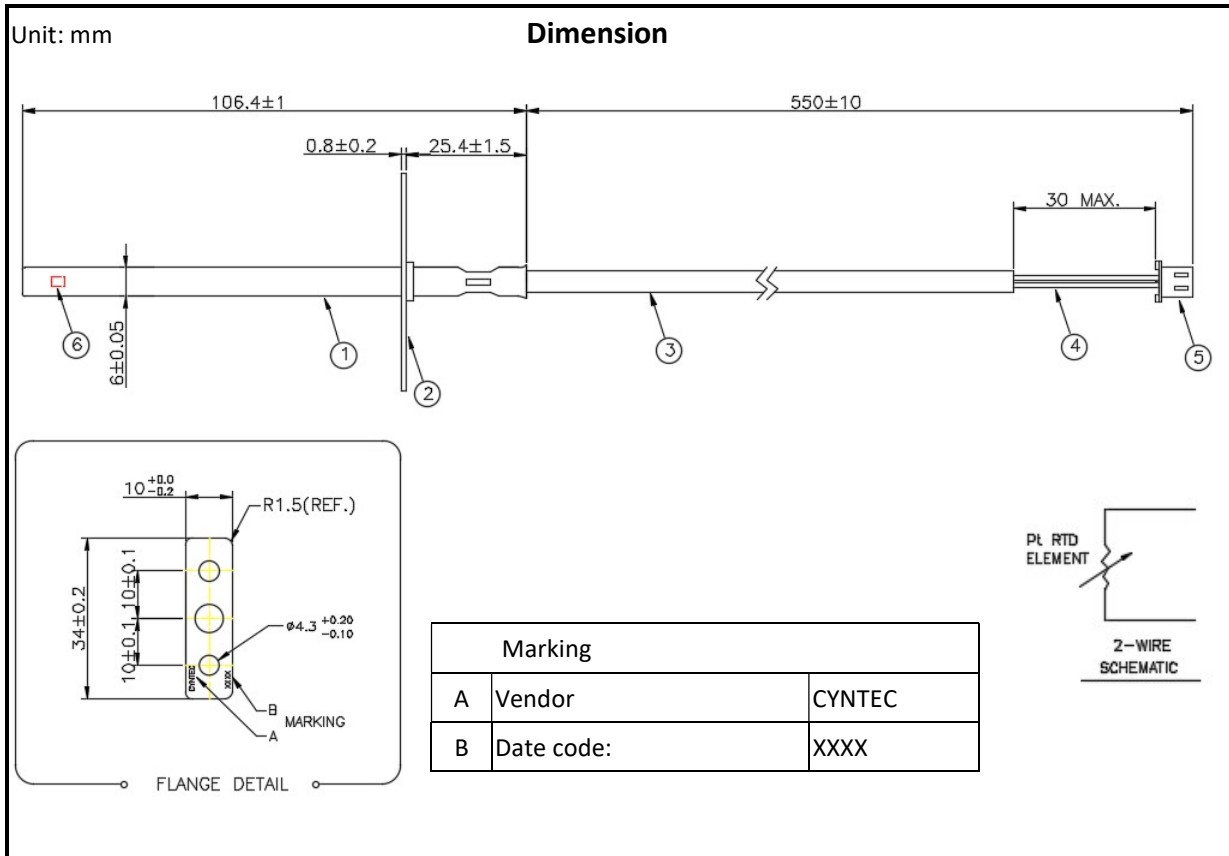 Unit: mm
Dimension
106.4±1
550±10
0.8±0.2
25.4±1.5
30 MAX.
6±0.05
6
1
2
3
4
5
10 +0.0 -0.2
R1.5(REF.)
34±0.2
10±0.1
10±0.1
ø4.3 +0.20 -0.10
CYNTEC
XXXX
B
MARKING
A
FLANGE DETAIL
Marking
A Vendor CYNTEC
B Date code: XXXX
Pt RTD
ELEMENT
2-WIRE
SCHEMATIC